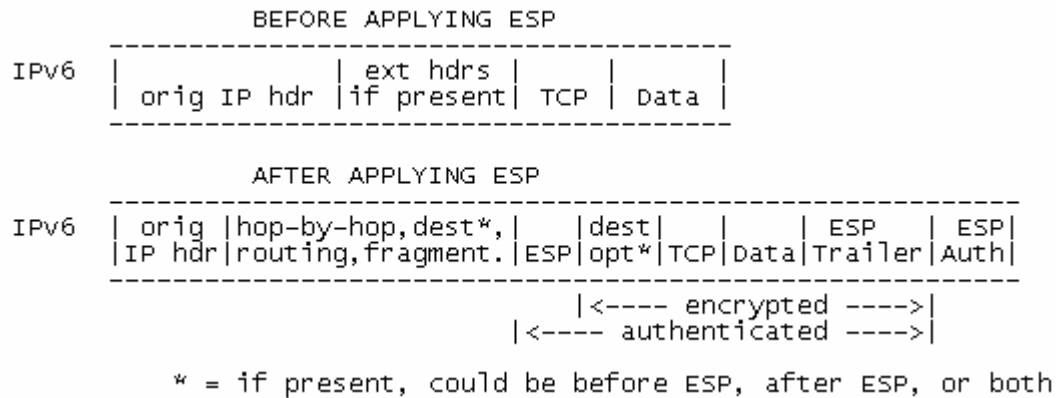 BEFORE APPLYING ESP
---------------------------------------
IPv6 | | ext hdrs | | |
| orig IP hdr |if present| TCP | Data |
---------------------------------------
AFTER APPLYING ESP
---------------------------------------------------------
IPv6 | orig |hop-by-hop,dest*,| |dest| | | ESP | ESP|
|IP hdr|routing,fragment.|ESP|opt*|TCP|Data|Trailer|Auth|
---------------------------------------------------------
|<---- encrypted ---->|
|<---- authenticated ---->|
* = if present, could be before ESP, after ESP, or both